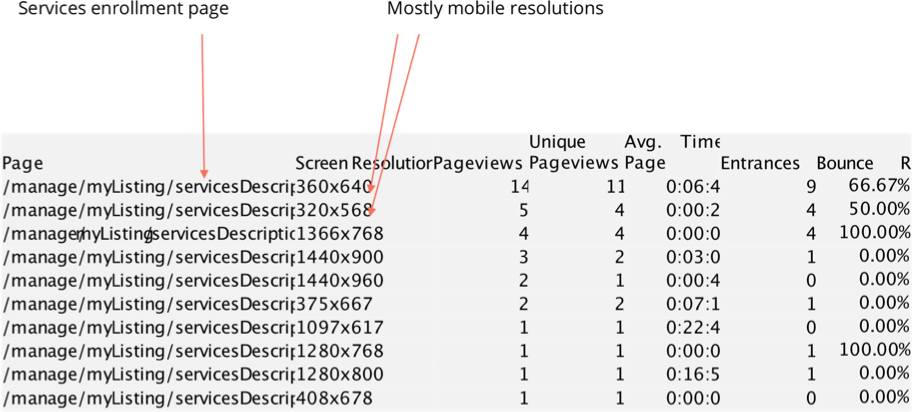 Services enrollment page Mostly mobile resolutions
Unique Avg. Time
Page Screen Resolution Pageviews Pageviews Page Entrances Bounce R
/manage/myListing/servicesDescrip 360x640 14 11 0:06:4 9 66.67%
/manage/myListing/servicesDescrip 320x568 5 4 0:00:2 4 50.00%
/manage/myListing/servicesDescriptic 1366x768 4 4 0:00:0 4 100.00%
/manage/myListing/servicesDescrip 1440x900 3 2 0:03:0 1 0.00%
/manage/myListing/servicesDescrip 1440x960 2 1 0:00:4 0 0.00%
/manage/myListing/servicesDescrip 375x667 2 2 0:07:1 1 0.00%
/manage/myListing/servicesDescrip 1097x617 1 1 0:22:4 0 0.00%
/manage/myListing/servicesDescrip 1280x768 1 1 0:00:0 1 100.00%
/manage/myListing/servicesDescrip 1280x800 1 1 0:16:5 1 0.00%
/manage/myListing/servicesDescrip 408x678 1 1 0:00:0 0 0.00%